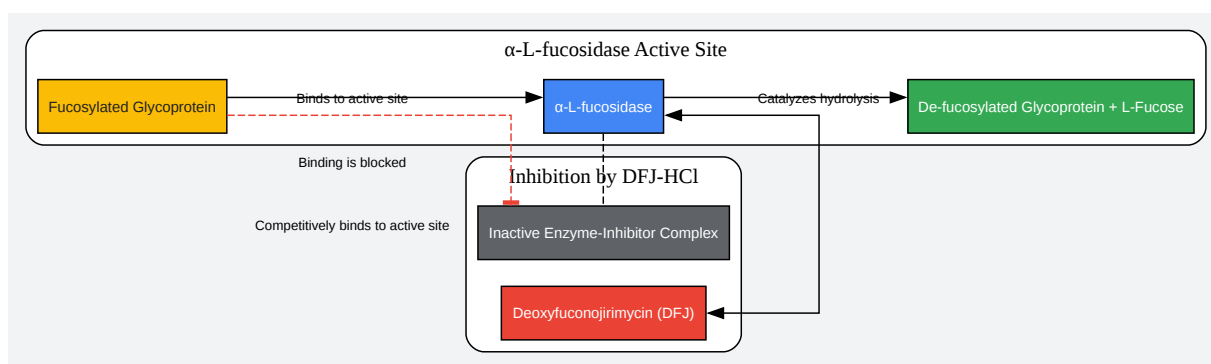 α-L-fucosidase Active Site
Fucosylated Glycoprotein
Binds to active site
α-L-fucosidase
Catalyzes hydrolysis
De-fucosylated Glycoprotein + L-Fucose
Binding is blocked
Inhibition by DFJ-HCl
Competitively binds to active site
Inactive Enzyme-Inhibitor Complex
Deoxyfuconojirimycin (DFJ)